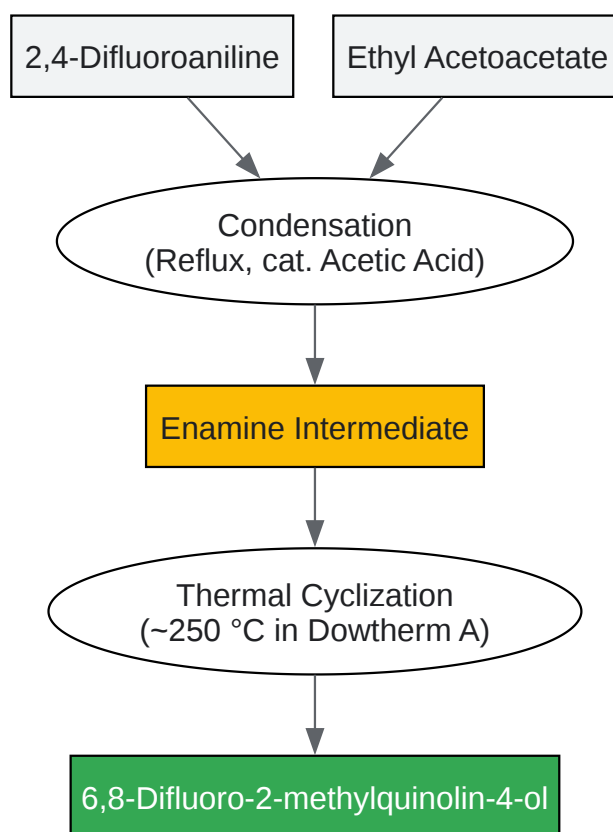 2,4-Difluoroaniline
Ethyl Acetoacetate
Condensation
(Reflux, cat. Acetic Acid)
Enamine Intermediate
Thermal Cyclization
(~250 °C in Dowtherm A)
6,8-Difluoro-2-methylquinolin-4-ol